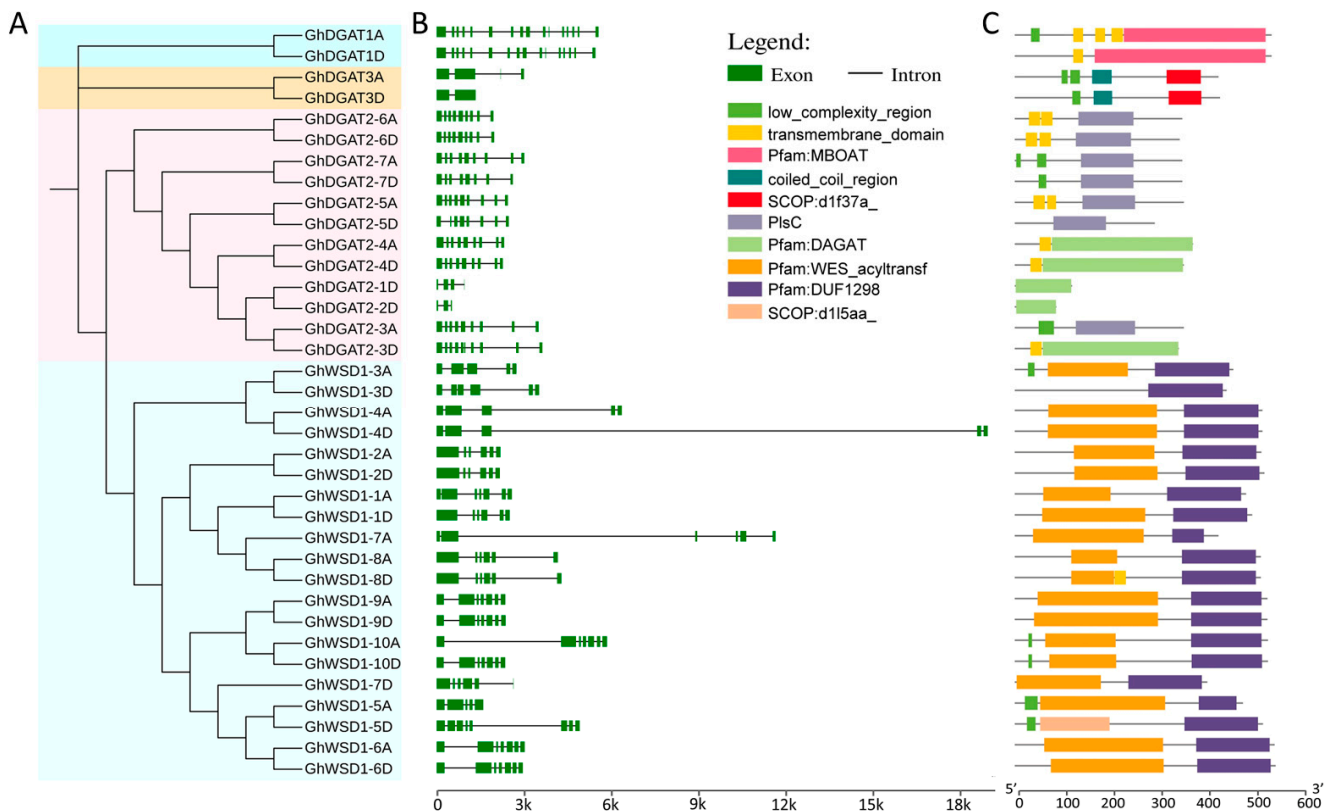 A
B
C
GhDGAT1A
GhDGAT1D
GhDGAT3A
GhDGAT3D
GhDGAT2-6A
GhDGAT2-6D
GhDGAT2-7A
GhDGAT2-7D
GhDGAT2-5A
GhDGAT2-5D
GhDGAT2-4A
GhDGAT2-4D
GhDGAT2-1D
GhDGAT2-2D
GhDGAT2-3A
GhDGAT2-3D
GhWSD1-3A
GhWSD1-3D
GhWSD1-4A
GhWSD1-4D
GhWSD1-2A
GhWSD1-2D
GhWSD1-1A
GhWSD1-1D
GhWSD1-7A
GhWSD1-8A
GhWSD1-8D
GhWSD1-9A
GhWSD1-9D
GhWSD1-10A
GhWSD1-10D
GhWSD1-7D
GhWSD1-5A
GhWSD1-5D
GhWSD1-6A
GhWSD1-6D
Legend:
Exon Intron
low_complexity_region
transmembrane_domain
Pfam:MBOAT
coiled_coil_region
SCOP:d1f37a_
PlsC
Pfam:DAGAT
Pfam:WES_acyltransf
Pfam:DUF1298
SCOP:d1l5aa_
0 3k 6k 9k 12k 15k 18k
5’ 3’
0 100 200 300 400 500 600